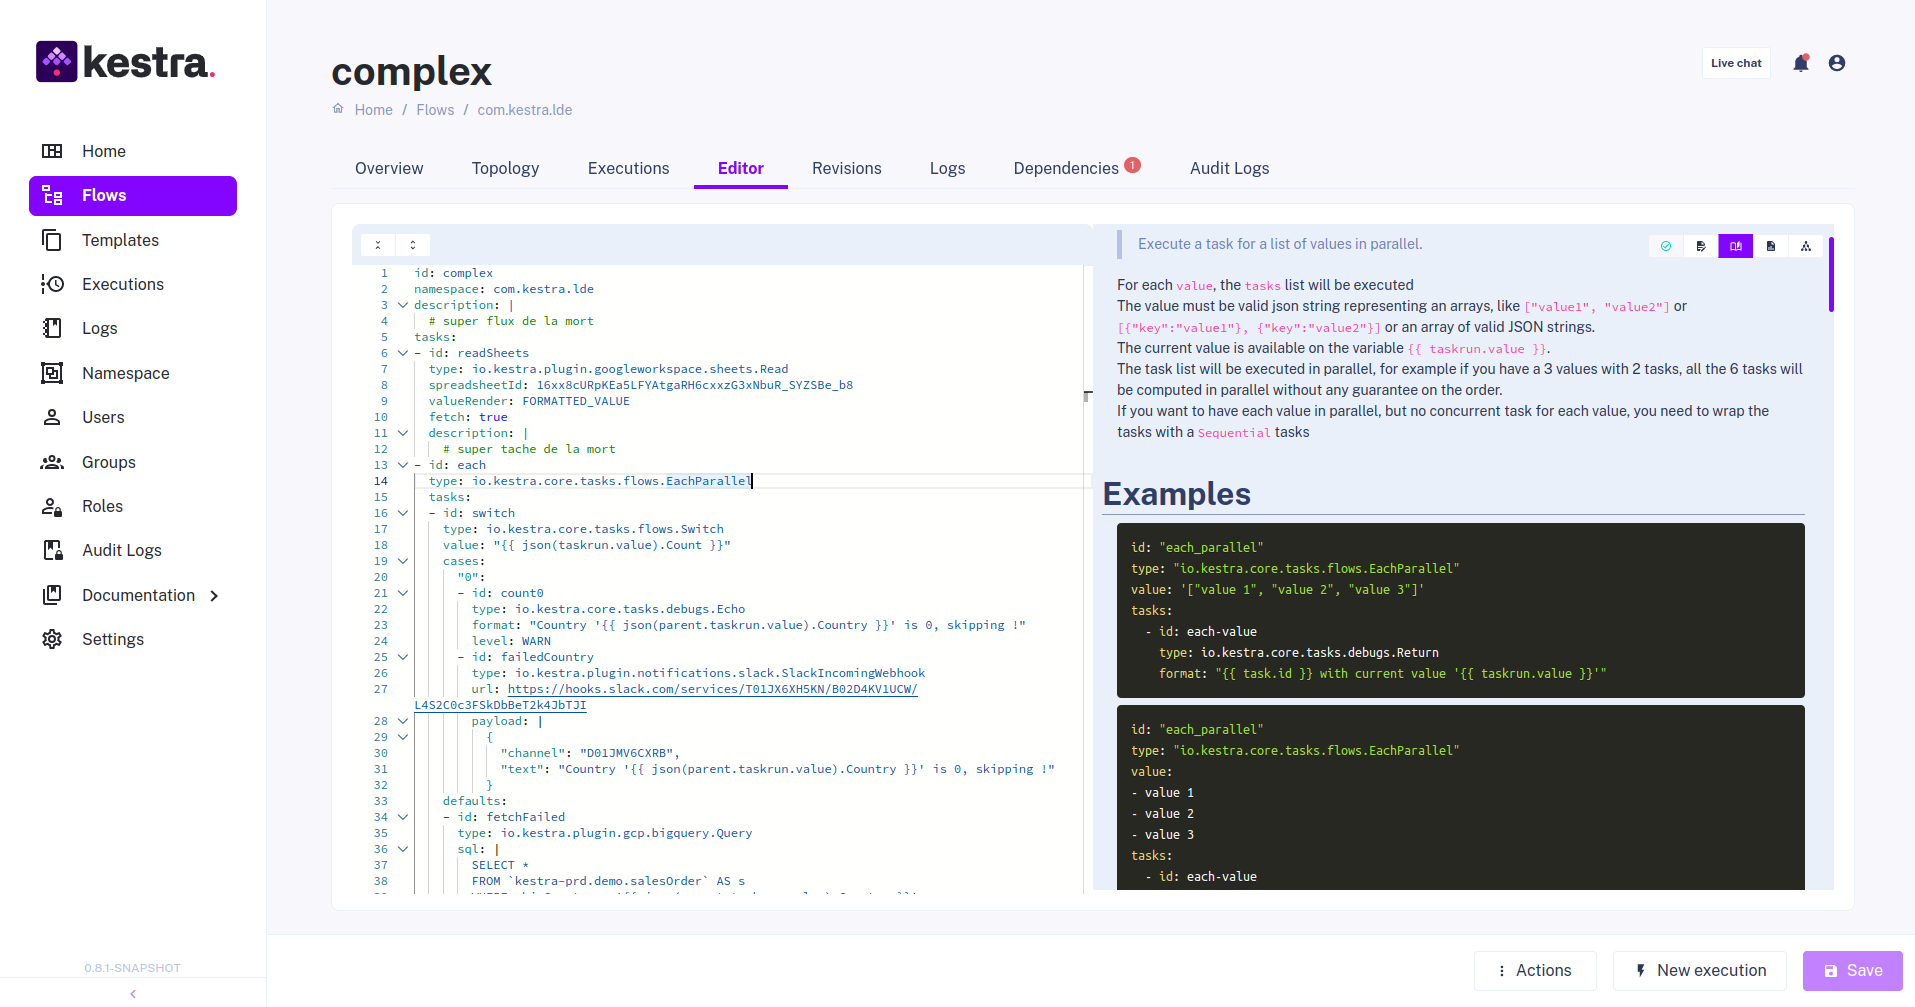 kestra.
Home
Flows
Templates
Executions
Logs
Namespace
Users
Groups
Roles
Audit Logs
Documentation
Settings
0.8.1-SNAPSHOT
complex
Home / Flows / com.kestra.lde
Live chat
Overview Topology Executions Editor Revisions Logs Dependencies 1 Audit Logs
1 id: complex
2 namespace: com.kestra.lde
3 description: |
4 # super flux de la mort
5 tasks:
6 - id: readSheets
7 type: io.kestra.plugin.googleworkspace.sheets.Read
8 spreadsheetId: 16xx8cURpKEa5LFYAtgaRH6cxxzG3xNbuR_SYZSBe_b8
9 valueRender: FORMATTED_VALUE
10 fetch: true
11 description: |
12 # super tache de la mort
13 - id: each
14 type: io.kestra.core.tasks.flows.EachParallel
15 tasks:
16 - id: switch
17 type: io.kestra.core.tasks.flows.Switch
18 value: "{{ json(taskrun.value).Count }}"
19 cases:
20 "0":
21 - id: count0
22 type: io.kestra.core.tasks.debugs.Echo
23 format: "Country '{{ json(parent.taskrun.value).Country }}' is 0, skipping !"
24 level: WARN
25 - id: failedCountry
26 type: io.kestra.plugin.notifications.slack.SlackIncomingWebhook
27 url: https://hooks.slack.com/services/T01JX6XH5KN/B02D4KV1UCW/
L4S2C0c3FSkDbBeT2k4JbTJI
28 payload: |
29 {
30 "channel": "D01JMV6CXRB",
31 "text": "Country '{{ json(parent.taskrun.value).Country }}' is 0, skipping !"
32 }
33 defaults:
34 - id: fetchFailed
35 type: io.kestra.plugin.gcp.bigquery.Query
36 sql: |
37 SELECT *
38 FROM `kestra-prd.demo.salesOrder` AS s
Execute a task for a list of values in parallel.
For each value, the tasks list will be executed
The value must be valid json string representing an arrays, like ["value1", "value2"] or
[{"key":"value1"}, {"key":"value2"}] or an array of valid JSON strings.
The current value is available on the variable {{ taskrun.value }}.
The task list will be executed in parallel, for example if you have a 3 values with 2 tasks, all the 6 tasks will
be computed in parallel without any guarantee on the order.
If you want to have each value in parallel, but no concurrent task for each value, you need to wrap the
tasks with a Sequential tasks
Examples
id: "each_parallel"
type: "io.kestra.core.tasks.flows.EachParallel"
value: '["value 1", "value 2", "value 3"]'
tasks:
- id: each-value
type: io.kestra.core.tasks.debugs.Return
format: "{{ task.id }} with current value '{{ taskrun.value }}'"
id: "each_parallel"
type: "io.kestra.core.tasks.flows.EachParallel"
value:
- value 1
- value 2
- value 3
tasks:
- id: each-value
Actions
New execution
Save